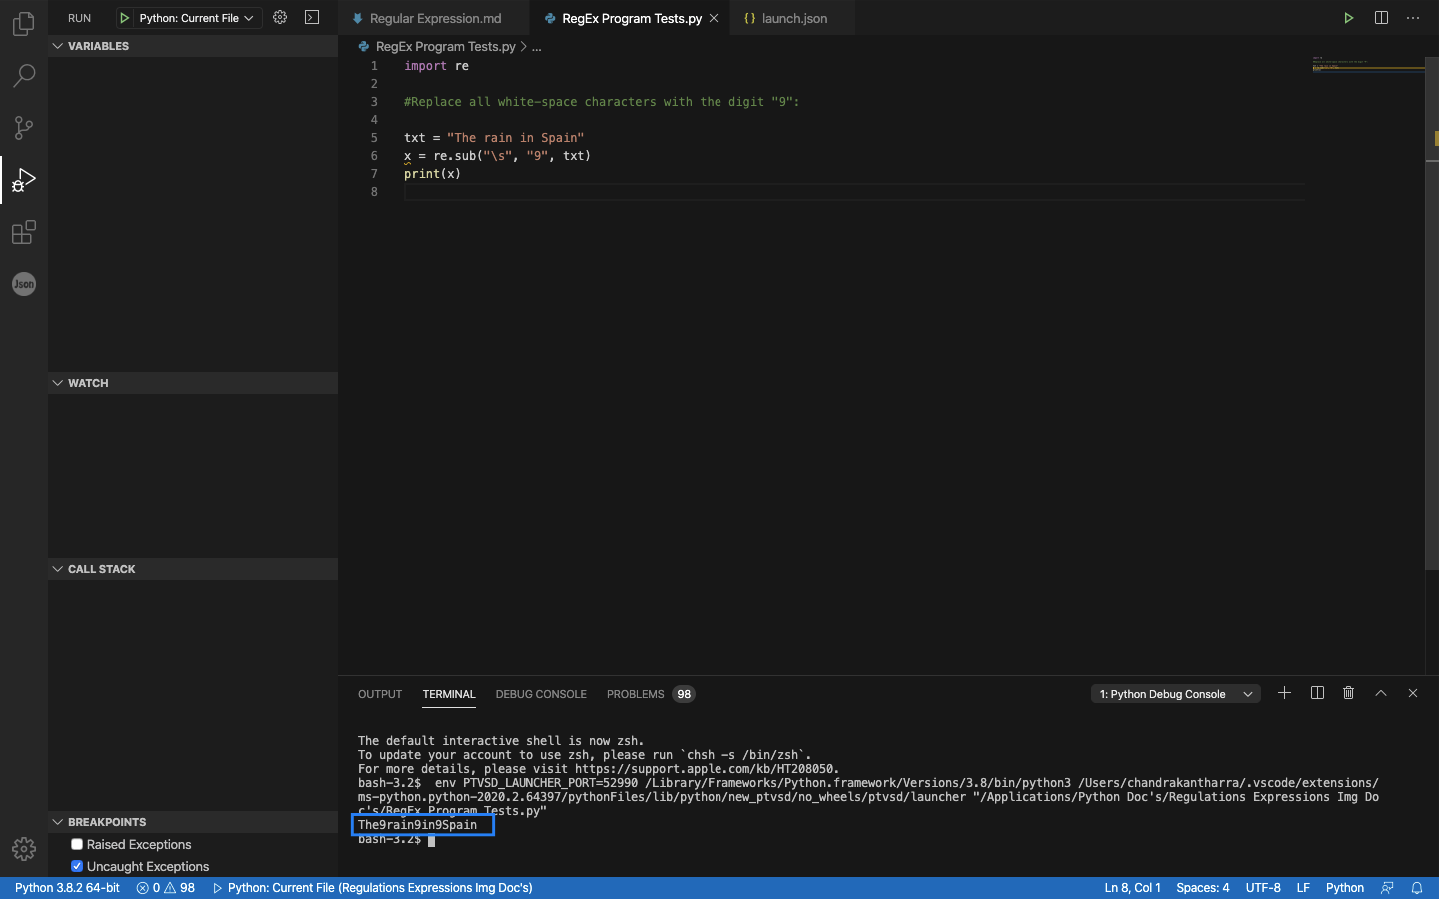 RUN
Python: Current File
Regular Expression.md
RegEx Program Tests.py
{} launch.json
VARIABLES
RegEx Program Tests.py > ...
1 import re
2
3 #Replace all white-space characters with the digit "9":
4
5 txt = "The rain in Spain"
6 x = re.sub("\s", "9", txt)
7 print(x)
8
Json
WATCH
CALL STACK
BREAKPOINTS
Raised Exceptions
Uncaught Exceptions
OUTPUT TERMINAL DEBUG CONSOLE PROBLEMS 98
1: Python Debug Console
The default interactive shell is now zsh.
To update your account to use zsh, please run `chsh -s /bin/zsh`.
For more details, please visit https://support.apple.com/kb/HT208050.
bash-3.2$ env PTVSD_LAUNCHER_PORT=52990 /Library/Frameworks/Python.framework/Versions/3.8/bin/python3 /Users/chandrakantharra/.vscode/extensions/
ms-python.python-2020.2.64397/pythonFiles/lib/python/new_ptvsd/no_wheels/ptvsd/launcher "/Applications/Python Doc's/Regulations Expressions Img Do
c's/RegEx Program Tests.py"
The9rain9in9Spain
bash-3.2$
Python 3.8.2 64-bit 0 98 Python: Current File (Regulations Expressions Img Doc's) Ln 8, Col 1 Spaces: 4 UTF-8 LF Python